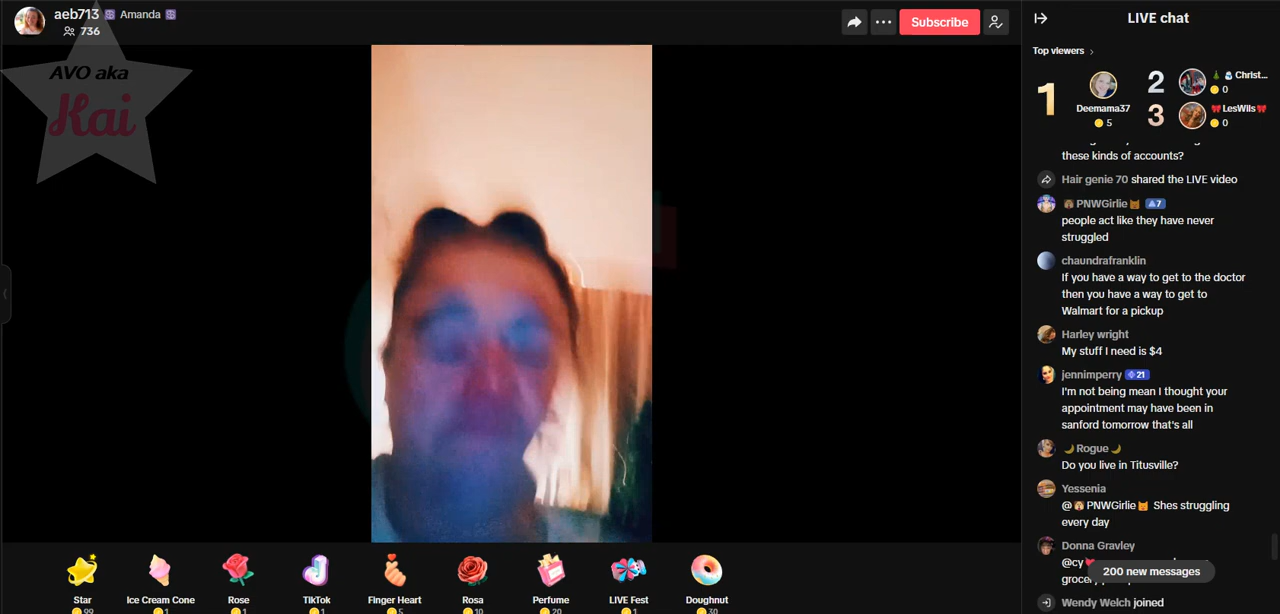 aeb713 Amanda
736
Subscribe
AVO aka
Kai
LIVE chat
Top viewers
1
Deemama37
5
2
Christ...
0
3
LesWils
0
these kinds of accounts?
Hair genie 70 shared the LIVE video
PNWGirlie 7
people act like they have never
struggled
chaundrafranklin
If you have a way to get to the doctor
then you have a way to get to
Walmart for a pickup
Harley wright
My stuff I need is $4
jennimperry 21
I'm not being mean I thought your
appointment may have been in
sanford tomorrow that's all
Rogue
Do you live in Titusville?
Yessenia
@PNWGirlie Shes struggling
every day
Donna Gravley
@cy
200 new messages
Wendy Welch joined
Star
99
Ice Cream Cone
1
Rose
1
TikTok
1
Finger Heart
5
Rosa
10
Perfume
20
LIVE Fest
1
Doughnut
30